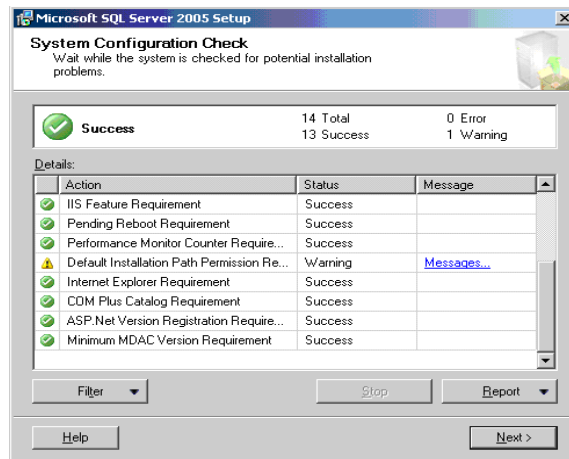 Microsoft SQL Server 2005 Setup
System Configuration Check
Wait while the system is checked for potential installation
problems.
Success
14 Total
0 Error
13 Success
1 Warning
Details:
Action Status Message
IIS Feature Requirement Success
Pending Reboot Requirement Success
Performance Monitor Counter Require... Success
Default Installation Path Permission Re... Warning Messages...
Internet Explorer Requirement Success
COM Plus Catalog Requirement Success
ASP.Net Version Registration Require... Success
Minimum MDAC Version Requirement Success
Filter Stop Report
Help Next >